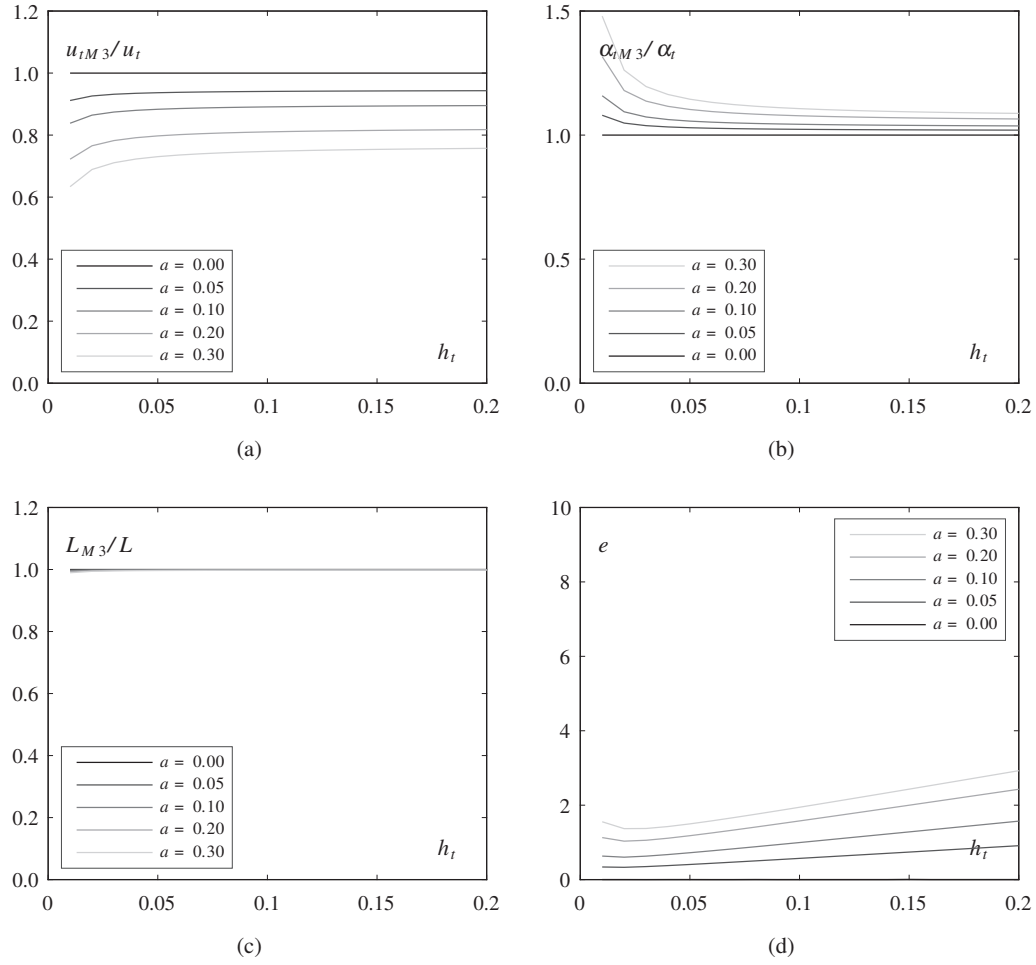 1.2
1.0
0.8
0.6
0.4
0.2
0.0
u_tM3/u_t
a = 0.00
a = 0.05
a = 0.10
a = 0.20
a = 0.30
h_t
0
0.05
0.1
0.15
0.2
(a)
1.5
1.0
0.5
0.0
α_tM3/α_t
a = 0.30
a = 0.20
a = 0.10
a = 0.05
a = 0.00
h_t
0
0.05
0.1
0.15
0.2
(b)
1.2
1.0
0.8
0.6
0.4
0.2
0.0
L_M3/L
a = 0.00
a = 0.05
a = 0.10
a = 0.20
a = 0.30
h_t
0
0.05
0.1
0.15
0.2
(c)
10
8
6
4
2
0
e
a = 0.30
a = 0.20
a = 0.10
a = 0.05
a = 0.00
h_t
0
0.05
0.1
0.15
0.2
(d)